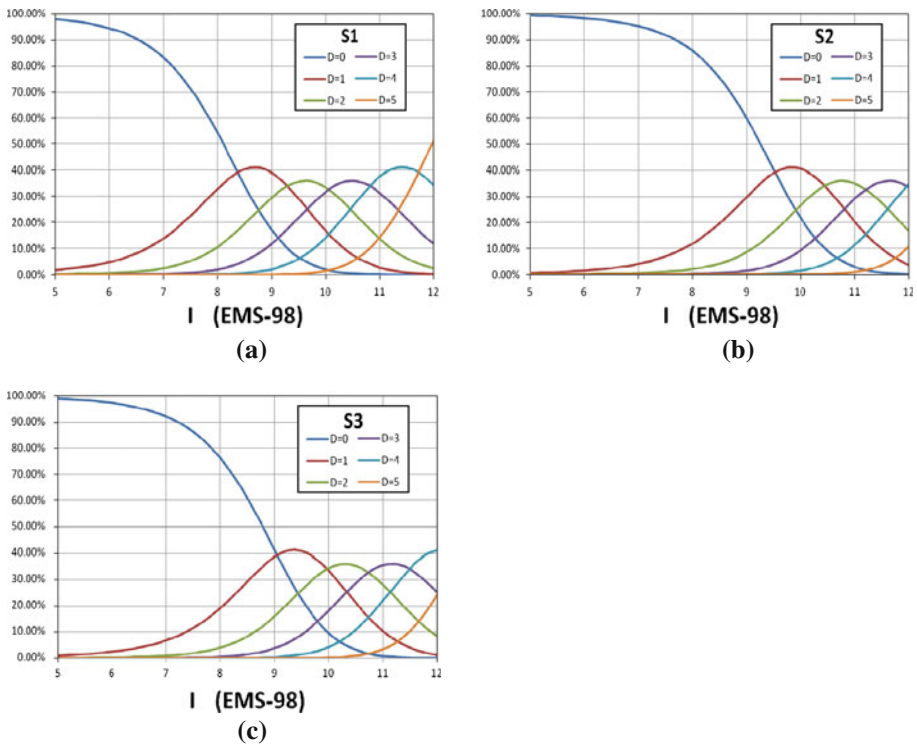 S1
D=0 D=3
D=1 D=4
D=2 D=5
100.00%
90.00%
80.00%
70.00%
60.00%
50.00%
40.00%
30.00%
20.00%
10.00%
0.00%
5 6 7 8 9 10 11 12
I (EMS-98)
(a)
S2
D=0 D=3
D=1 D=4
D=2 D=5
100.00%
90.00%
80.00%
70.00%
60.00%
50.00%
40.00%
30.00%
20.00%
10.00%
0.00%
5 6 7 8 9 10 11 12
I (EMS-98)
(b)
S3
D=0 D=3
D=1 D=4
D=2 D=5
100.00%
90.00%
80.00%
70.00%
60.00%
50.00%
40.00%
30.00%
20.00%
10.00%
0.00%
5 6 7 8 9 10 11 12
I (EMS-98)
(c)